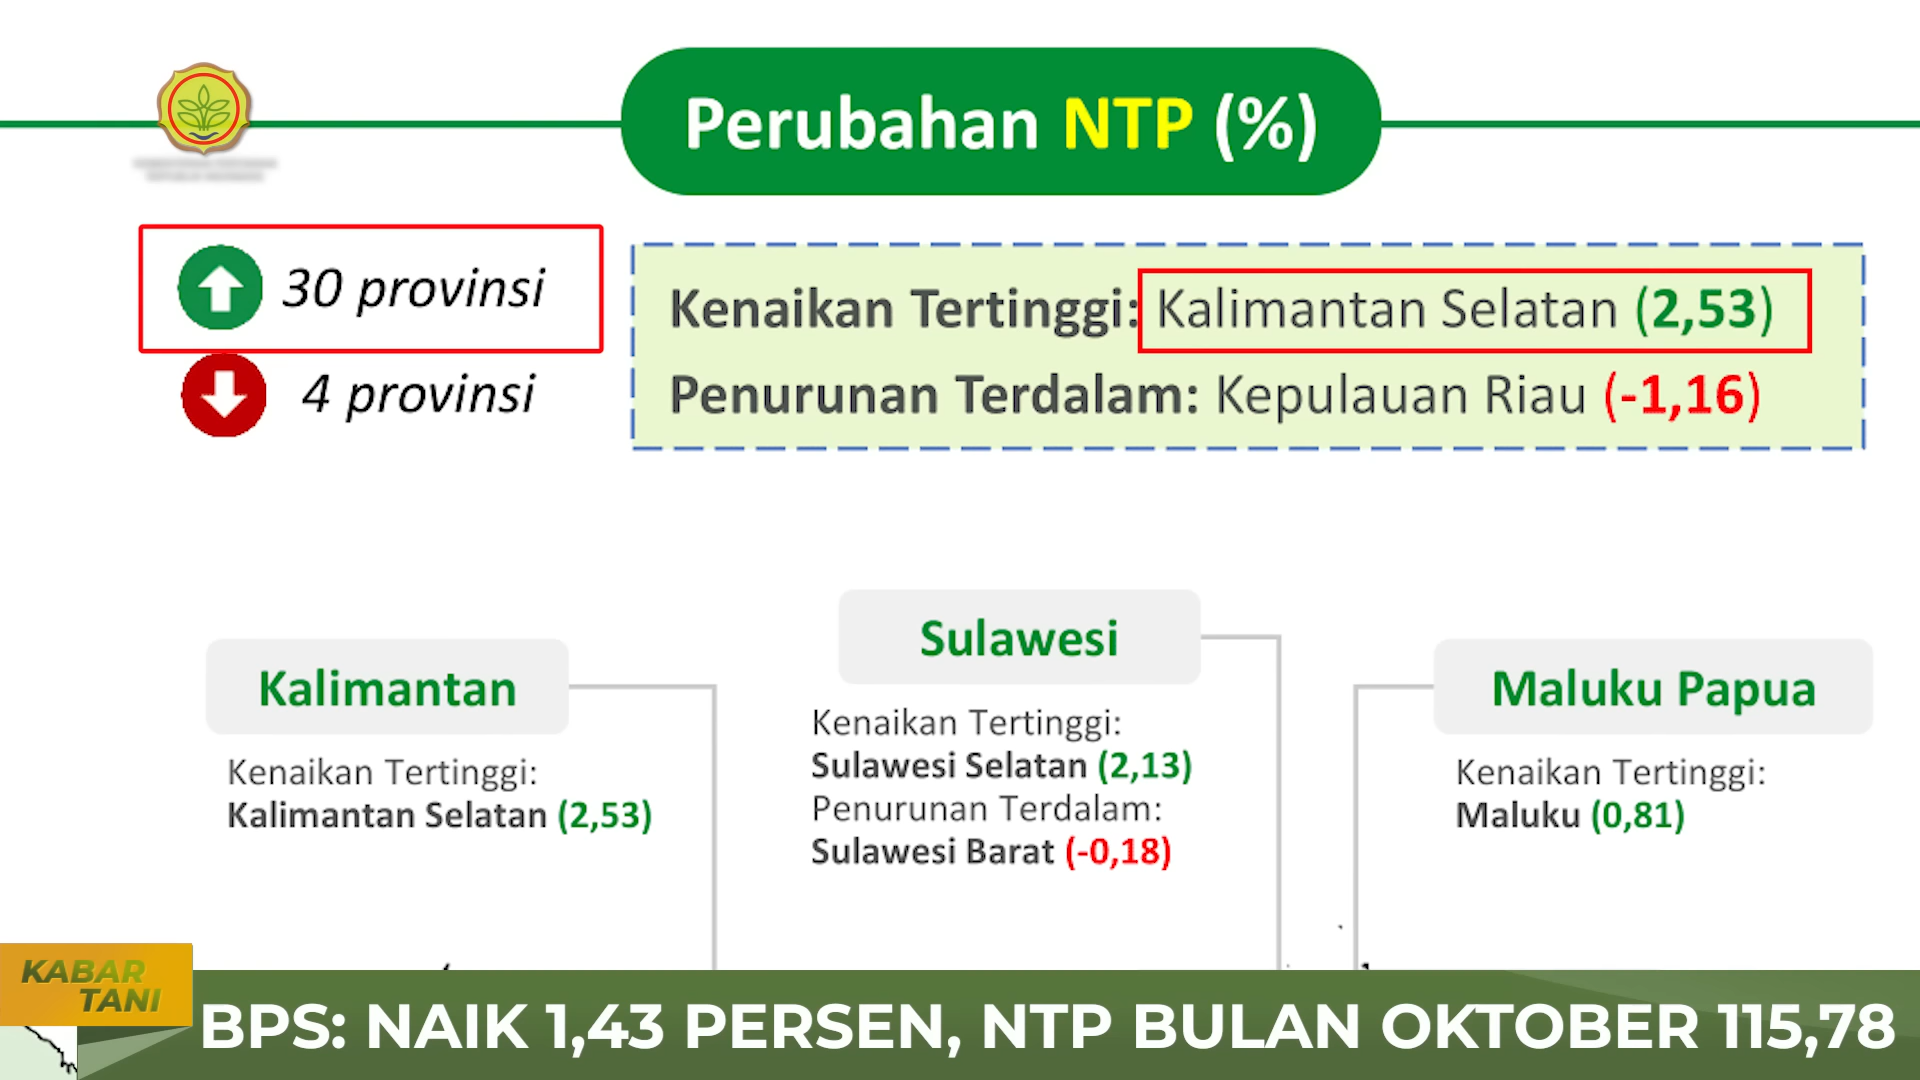 Perubahan NTP (%)
30 provinsi
4 provinsi
Kenaikan Tertinggi: Kalimantan Selatan (2,53)
Penurunan Terdalam: Kepulauan Riau (-1,16)
Kalimantan
Kenaikan Tertinggi:
Kalimantan Selatan (2,53)
Sulawesi
Kenaikan Tertinggi:
Sulawesi Selatan (2,13)
Penurunan Terdalam:
Sulawesi Barat (-0,18)
Maluku Papua
Kenaikan Tertinggi:
Maluku (0,81)
KABAR
TANI
BPS: NAIK 1,43 PERSEN, NTP BULAN OKTOBER 115,78